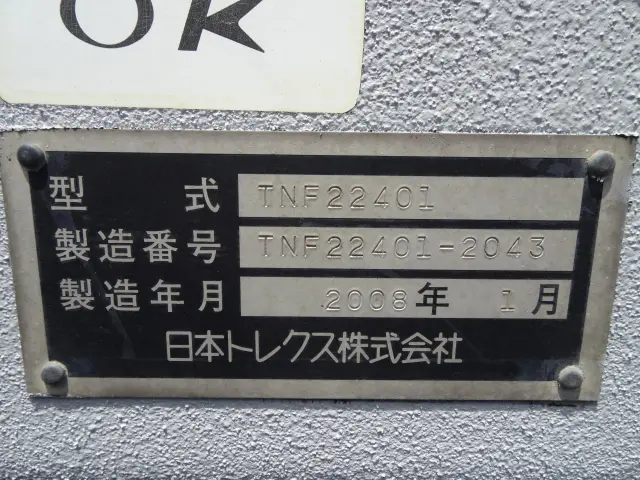 OK
型式 TNF22401
製造番号 TNF22401-2043
製造年月 2008年 1月
日本トレクス株式会社